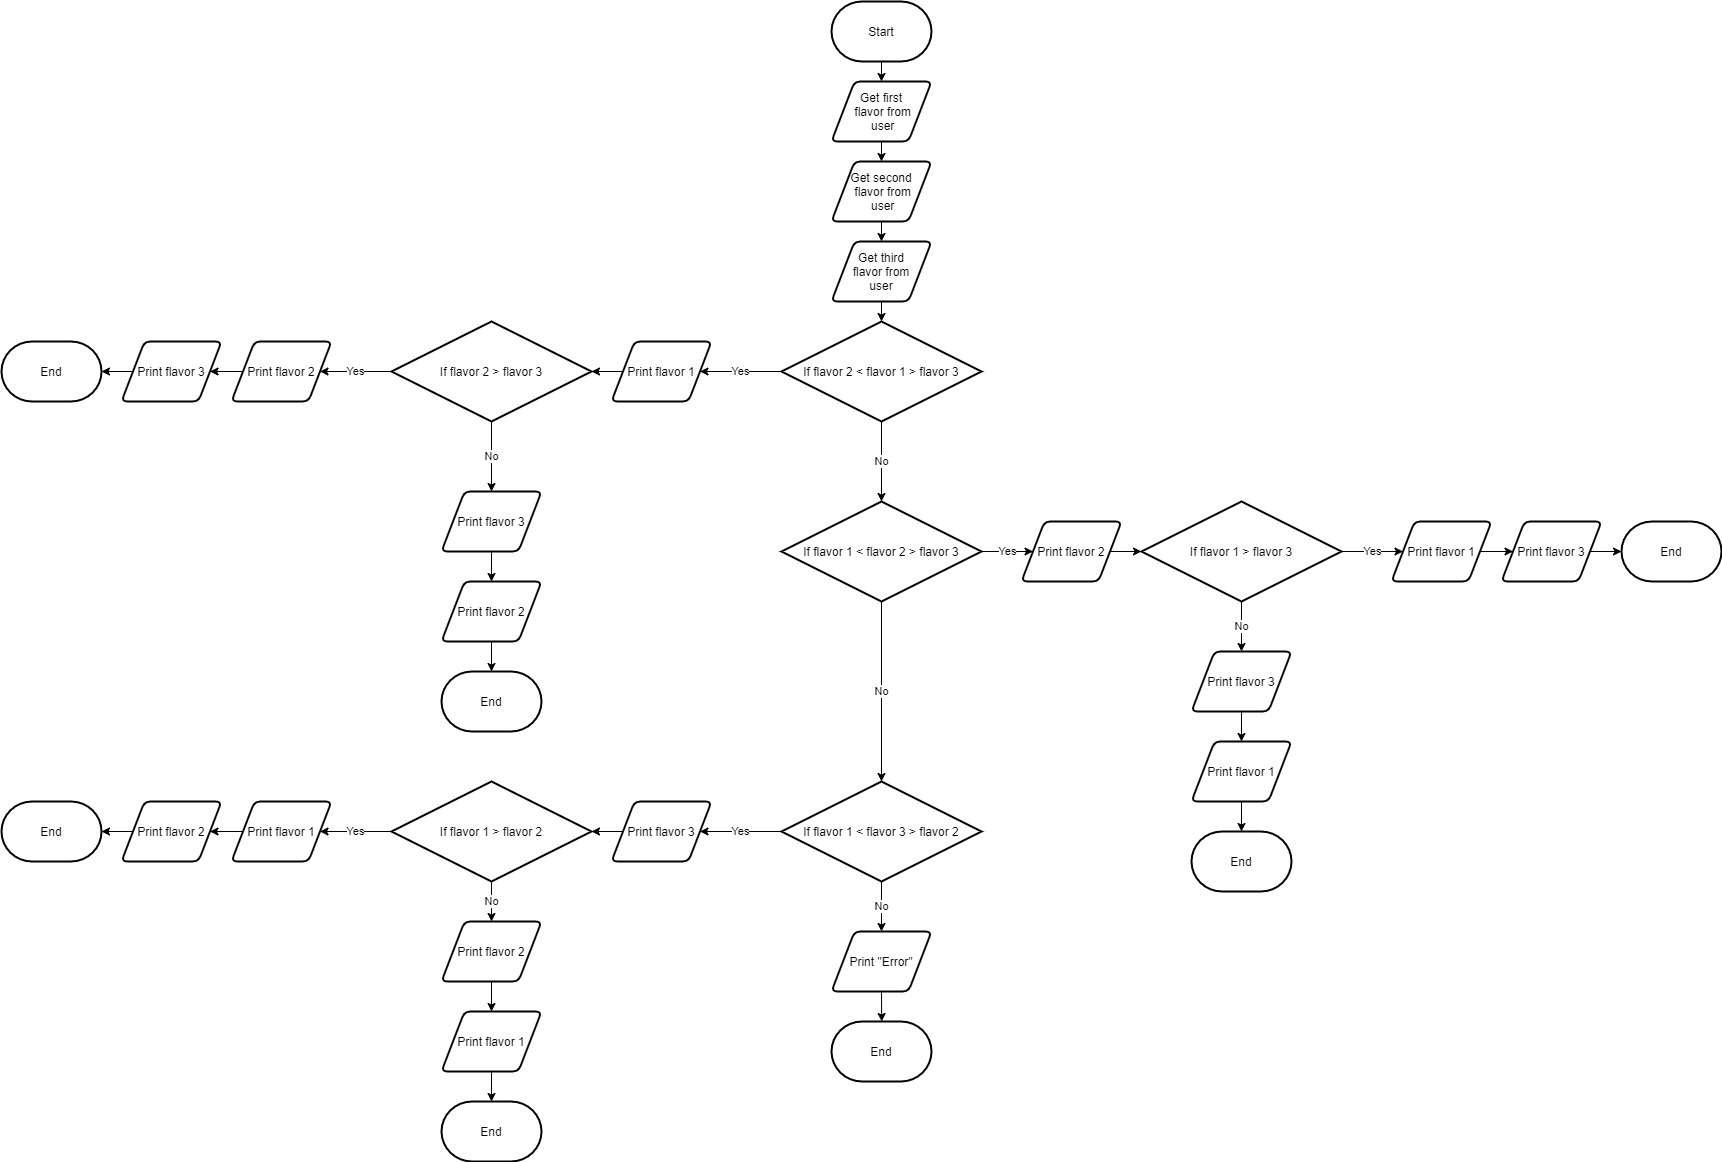 Start
Get first
flavor from
user
Get second
flavor from
user
Get third
flavor from
user
End
Print flavor 3
Print flavor 2
Yes
If flavor 2 > flavor 3
Print flavor 1
Yes
If flavor 2 < flavor 1 > flavor 3
No
No
Print flavor 3
Print flavor 2
End
If flavor 1 < flavor 2 > flavor 3
Yes
Print flavor 2
If flavor 1 > flavor 3
Yes
Print flavor 1
Print flavor 3
End
No
Print flavor 3
Print flavor 1
End
No
End
Print flavor 2
Print flavor 1
Yes
If flavor 1 > flavor 2
Print flavor 3
Yes
If flavor 1 < flavor 3 > flavor 2
No
No
Print flavor 2
Print flavor 1
End
Print "Error"
End